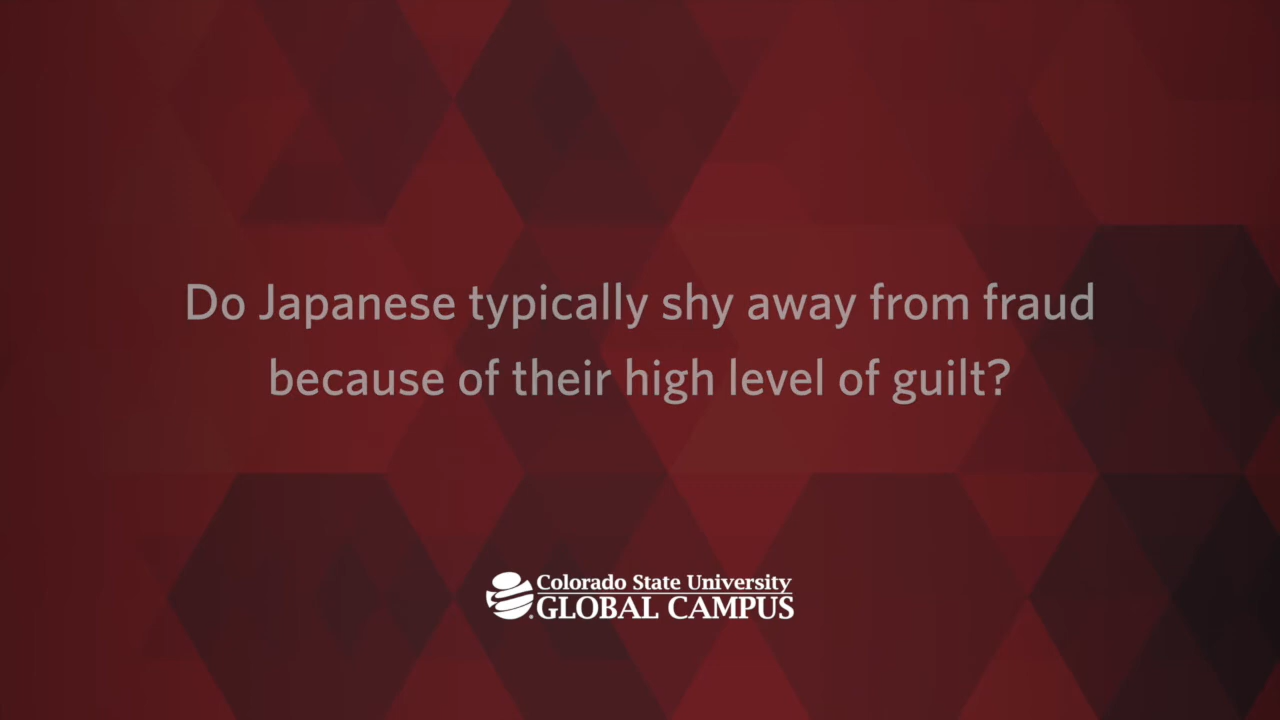 Do Japanese typically shy away from fraud
because of their high level of guilt?
Colorado State University
GLOBAL CAMPUS